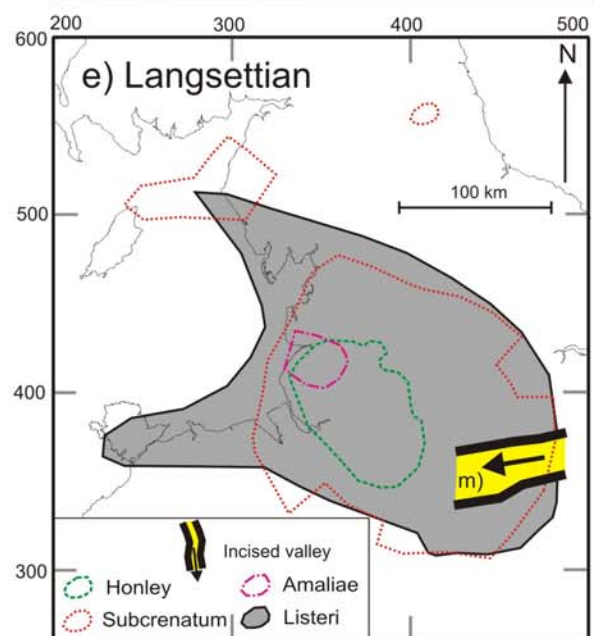 200 300 400 500
600
e) Langsettian
N
100 km
500
400
m)
300
Incised valley
Honley
Amaliae
Subcrenatum
Listeri